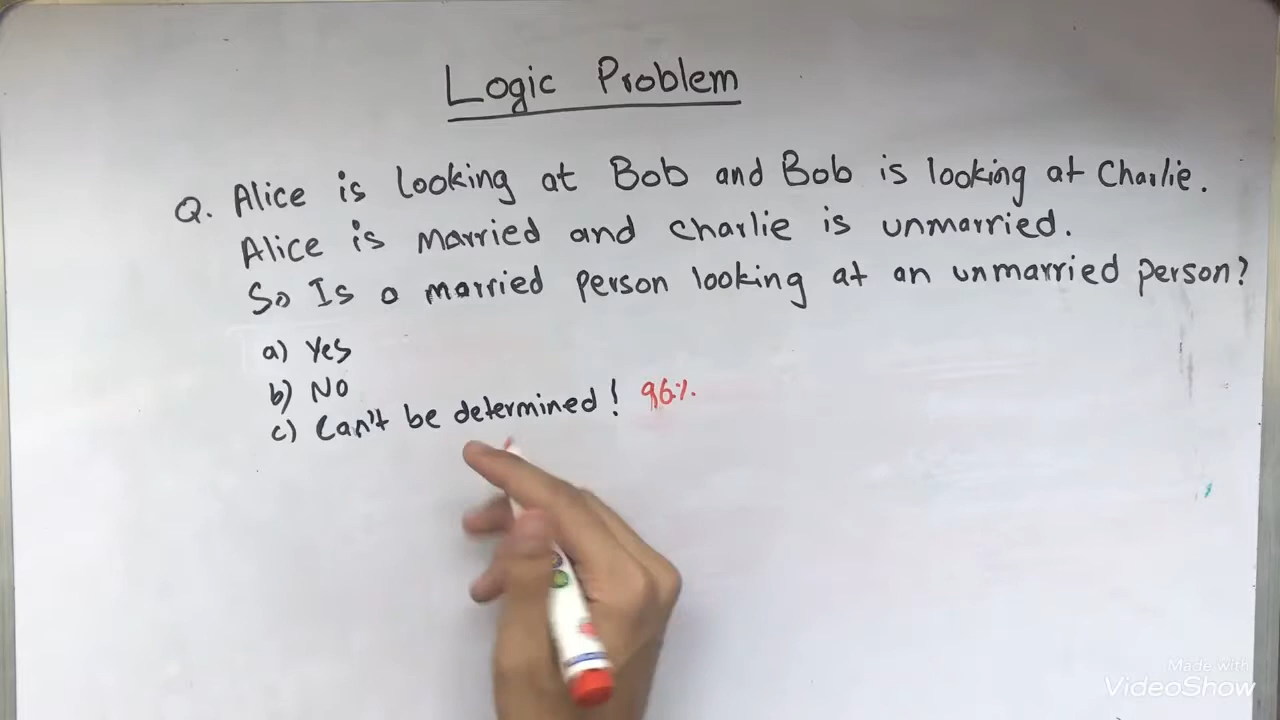 Logic Problem
Q. Alice is looking at Bob and Bob is looking at Charlie.
Alice is married and charlie is unmarried.
So Is a married person looking at an unmarried person?
a) Yes
b) No
c) Can't be determined! 96%
Made with
VideoShow